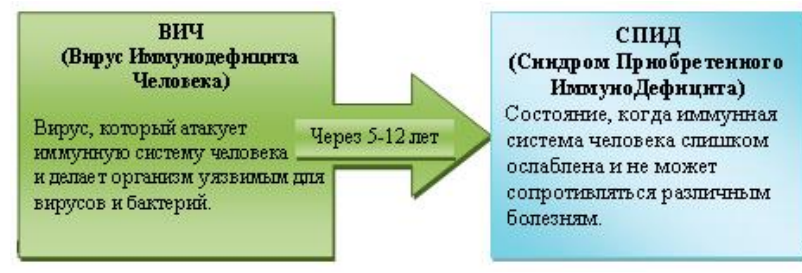 ВИЧ
(Вирус Иммунодефицита
Человека)
Вирус, который атакует
иммунную систему человека
и делает организм уязвимым для
вирусов и бактерий.
Через 5-12 лет
СПИД
(Синдром Приобретенного
ИммуноДефицита)
Состояние, когда иммунная
система человека слишком
ослаблена и не может
сопротивляться различным
болезням.